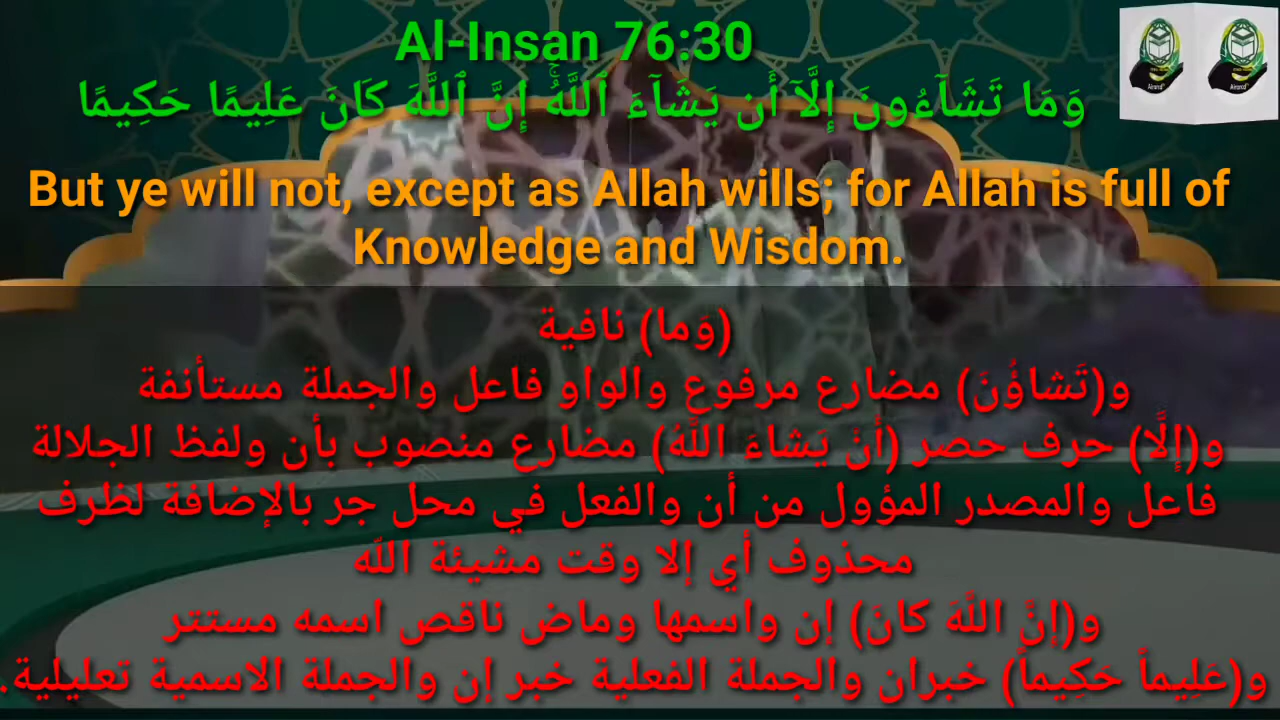 Al-Insan 76:30
وَمَا تَشَآءُونَ إِلَّآ أَن يَشَآءَ ٱللَّهُ ۚ إِنَّ ٱللَّهَ كَانَ عَلِيمًا حَكِيمًا
But ye will not, except as Allah wills; for Allah is full of
Knowledge and Wisdom.
(وَما) نافية
و(تَشاؤُنَ) مضارع مرفوع والواو فاعل والجملة مستأنفة
و(إِلَّا) حرف حصر (أَنْ يَشاءَ اللَّهُ) مضارع منصوب بأن ولفظ الجلالة
فاعل والمصدر المؤول من أن والفعل في محل جر بالإضافة لظرف
محذوف أي إلا وقت مشيئة اللّه
و(إِنَّ اللَّهَ كانَ) إن واسمها وماض ناقص اسمه مستتر
و(عَلِيماً حَكِيماً) خبران والجملة الفعلية خبر إن والجملة الاسمية تعليلية.